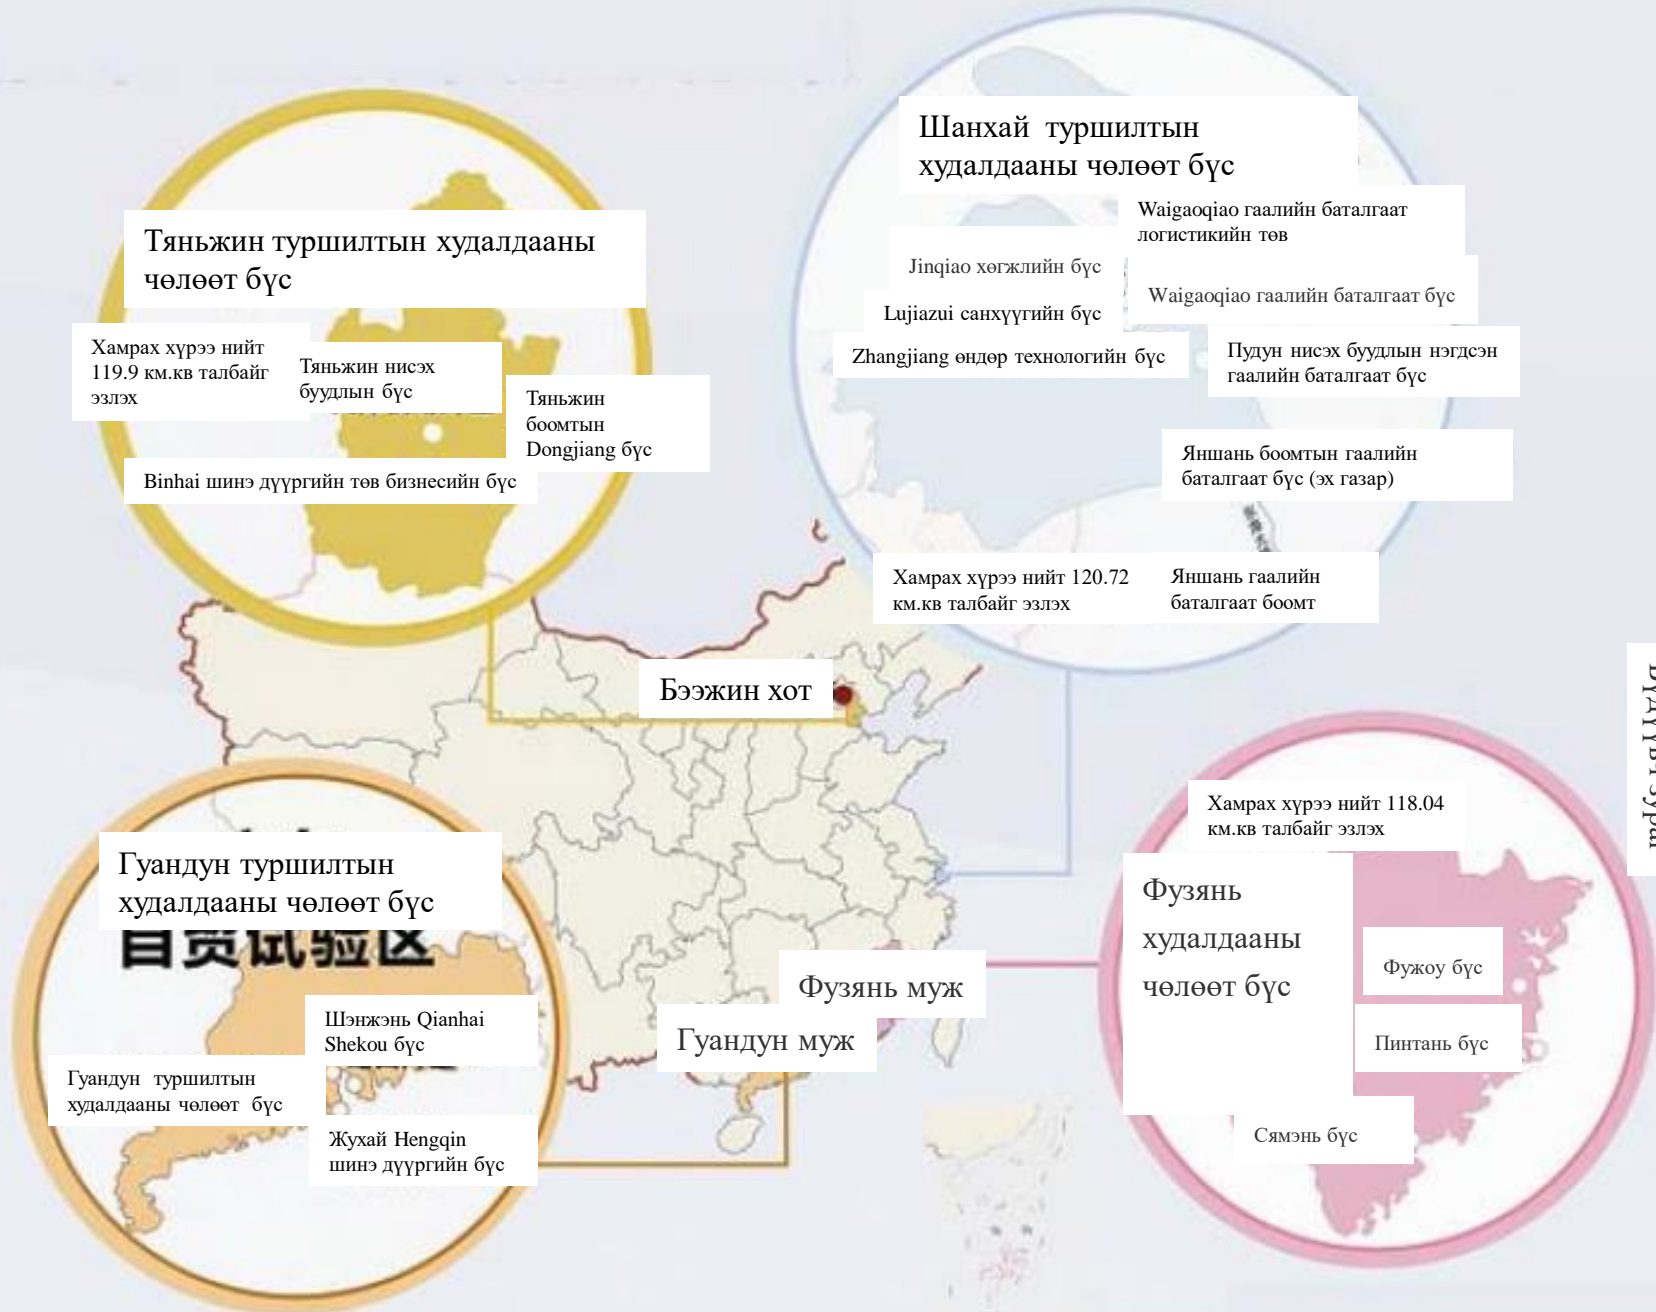 Тяньжин туршилтын худалдааны
чөлөөт бүс
Хамрах хүрээ нийт
119.9 км.кв талбайг
эзлэх
Тяньжин нисэх
буудлын бүс
Тяньжин
боомтын
Dongjiang бүс
Binhai шинэ дүүргийн төв бизнесийн бүс
Шанхай туршилтын
худалдааны чөлөөт бүс
Waigaoqiao гаалийн баталгаат
логистикийн төв
Jinqiao хөгжлийн бүс
Waigaoqiao гаалийн баталгаат бүс
Lujiazui санхүүгийн бүс
Zhangjiang өндөр технологийн бүс
Пудун нисэх буудлын нэгдсэн
гаалийн баталгаат бүс
Яншань боомтын гаалийн
баталгаат бүс (эх газар)
Хамрах хүрээ нийт 120.72
км.кв талбайг эзлэх
Яншань гаалийн
баталгаат боомт
Бээжин хот
Гуандун туршилтын
худалдааны чөлөөт бүс
自贸试验区
Шэнжэнь Qianhai
Shekou бүс
Гуандун туршилтын
худалдааны чөлөөт бүс
Жухай Hengqin
шинэ дүүргийн бүс
Фузянь муж
Гуандун муж
Хамрах хүрээ нийт 118.04
км.кв талбайг эзлэх
Фузянь
худалдааны
чөлөөт бүс
Фужоу бүс
Пинтань бүс
Сямэнь бүс